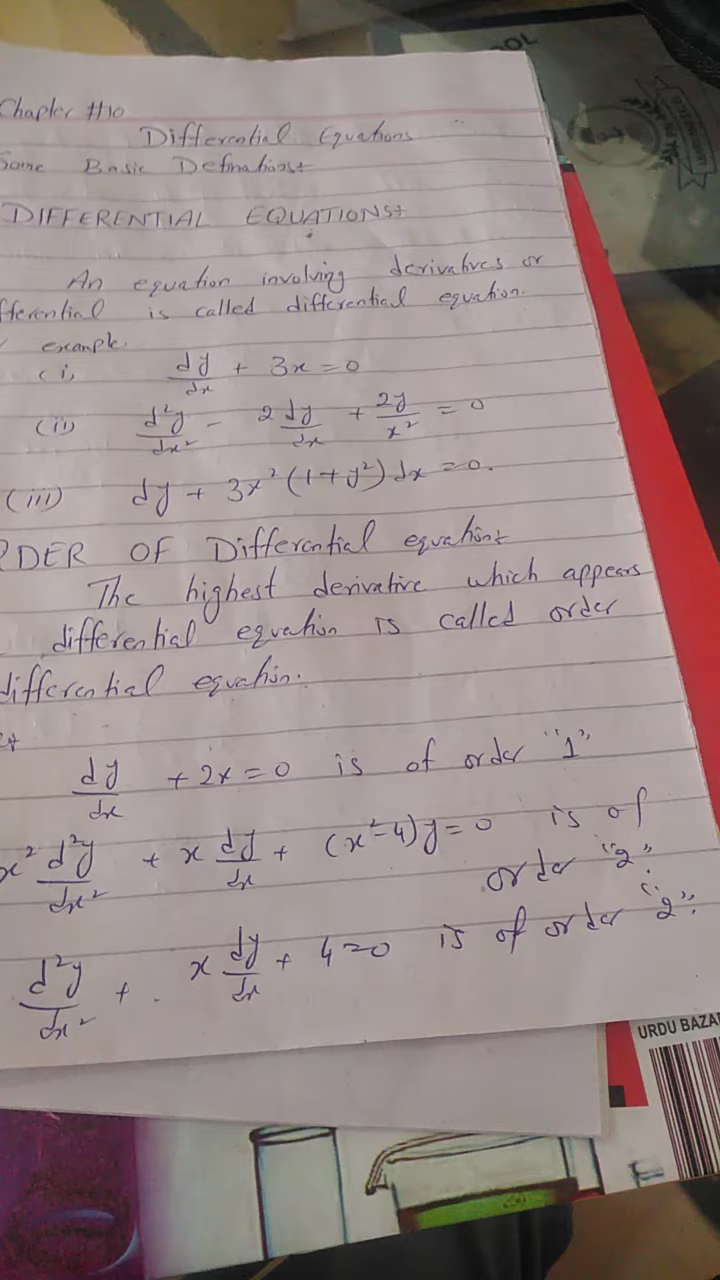 Chapter #10
Differential Equations
Some Basic Definations:
DIFFERENTIAL EQUATIONS:
An equation involving derivatives or
fferential is called differential equation.
example
(i) dy/dx + 3x = 0
(ii) d²y/dx² - 2 dy/dx + 2y/x² = 0
(iii) dy + 3x² (1+y²) dx = 0.
RDER OF Differential equation:
The highest derivative which appears
differential equation is called order
differential equation.
dy/dx + 2x = 0 is of order "1"
x² d²y/dx² + x dy/dx + (x²-4)y = 0 is of
order "2".
d²y/dx² + x dy/dx + 4 = 0 is of order "2".
URDU BAZA